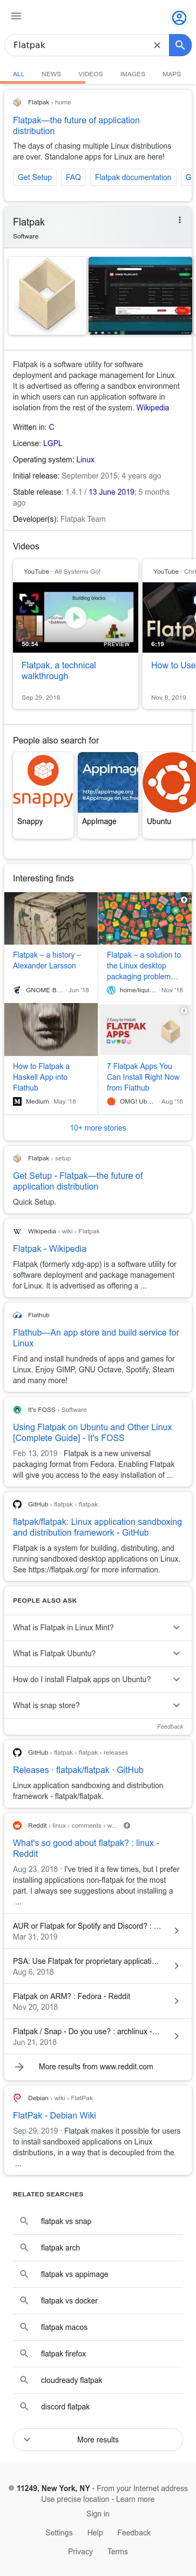 Flatpak
ALL NEWS VIDEOS IMAGES MAPS
Flatpak › home
Flatpak—the future of application
distribution
The days of chasing multiple Linux distributions
are over. Standalone apps for Linux are here!
Get Setup FAQ Flatpak documentation G
Flatpak
Software
Flatpak is a software utility for software
deployment and package management for Linux.
It is advertised as offering a sandbox environment
in which users can run application software in
isolation from the rest of the system. Wikipedia
Written in: C
License: LGPL
Operating system: Linux
Initial release: September 2015; 4 years ago
Stable release: 1.4.1 / 13 June 2019; 5 months
ago
Developer(s): Flatpak Team
Videos
YouTube · All Systems Go!
Building blocks
50:54 PREVIEW
Flatpak, a technical
walkthrough
Sep 29, 2018
YouTube · Chri
Flatp
6:19
How to Use
Nov 8, 2019
People also search for
snappy
Snappy
AppImage
http://appimage.org
AppImage
Ubuntu
Interesting finds
Flatpak – a history –
Alexander Larsson
GNOME B... · Jun '18
Flatpak – a solution to
the Linux desktop
packaging problem...
home/liqui... · Nov '18
How to Flatpak a
Haskell App into
Flathub
Medium · May '18
FLATPAK
APPS
7 Flatpak Apps You
Can Install Right Now
from Flathub
OMG! Ub... · Aug '18
10+ more stories
Flatpak › setup
Get Setup - Flatpak—the future of
application distribution
Quick Setup.
Wikipedia › wiki › Flatpak
Flatpak - Wikipedia
Flatpak (formerly xdg-app) is a software utility for
software deployment and package management
for Linux. It is advertised as offering a ...
Flathub
Flathub—An app store and build service for
Linux
Find and install hundreds of apps and games for
Linux. Enjoy GIMP, GNU Octave, Spotify, Steam
and many more!
It's FOSS › Software
Using Flatpak on Ubuntu and Other Linux
[Complete Guide] - It's FOSS
Feb 13, 2019 · Flatpak is a new universal
packaging format from Fedora. Enabling Flatpak
will give you access to the easy installation of ...
GitHub › flatpak › flatpak
flatpak/flatpak: Linux application sandboxing
and distribution framework - GitHub
Flatpak is a system for building, distributing, and
running sandboxed desktop applications on Linux.
See https://flatpak.org/ for more information.
PEOPLE ALSO ASK
What is Flatpak in Linux Mint?
What is Flatpak Ubuntu?
How do I install Flatpak apps on Ubuntu?
What is snap store?
Feedback
GitHub › flatpak › flatpak › releases
Releases · flatpak/flatpak · GitHub
Linux application sandboxing and distribution
framework - flatpak/flatpak.
Reddit › linux › comments › w...
What's so good about flatpak? : linux -
Reddit
Aug 23, 2018 · I've tried it a few times, but I prefer
installing applications non-flatpak for the most
part. I always see suggestions about installing a
...
AUR or Flatpak for Spotify and Discord? : ...
Mar 31, 2019
PSA: Use Flatpak for proprietary applicati...
Aug 6, 2018
Flatpak on ARM? : Fedora - Reddit
Nov 20, 2018
Flatpak / Snap - Do you use? : archlinux -...
Jun 21, 2018
More results from www.reddit.com
Debian › wiki › FlatPak
FlatPak - Debian Wiki
Sep 29, 2019 · Flatpak makes it possible for users
to install sandboxed applications on Linux
distributions, in a way that is decoupled from the
...
RELATED SEARCHES
flatpak vs snap
flatpak arch
flatpak vs appimage
flatpak vs docker
flatpak macos
flatpak firefox
cloudready flatpak
discord flatpak
More results
11249, New York, NY - From your Internet address
Use precise location - Learn more
Sign in
Settings Help Feedback
Privacy Terms